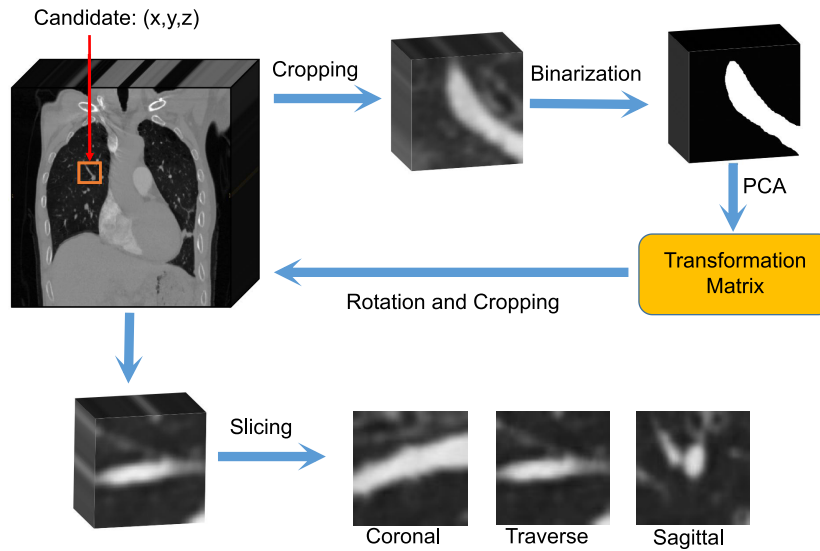 Candidate: (x,y,z)
Cropping
Binarization
PCA
Transformation
Matrix
Rotation and Cropping
Slicing
Coronal
Traverse
Sagittal